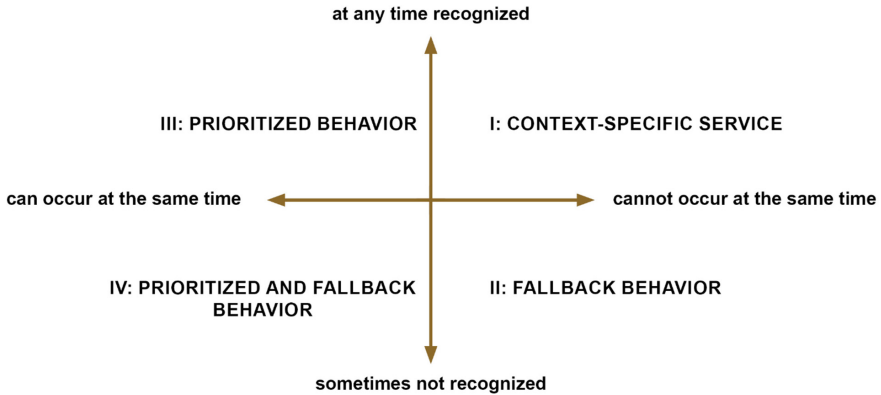 at any time recognized
III: PRIORITIZED BEHAVIOR
I: CONTEXT-SPECIFIC SERVICE
can occur at the same time
cannot occur at the same time
IV: PRIORITIZED AND FALLBACK
BEHAVIOR
II: FALLBACK BEHAVIOR
sometimes not recognized